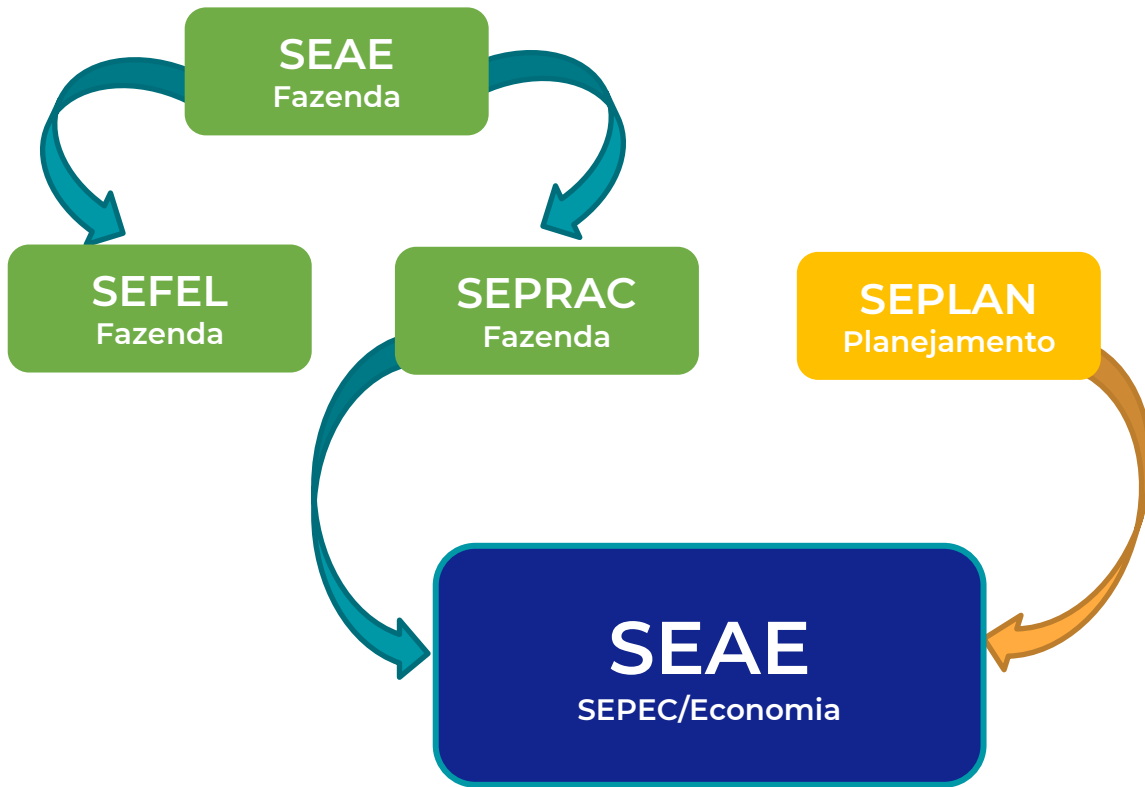 SEAE
Fazenda
SEFEL
Fazenda
SEPRAC
Fazenda
SEPLAN
Planejamento
SEAE
SEPEC/Economia